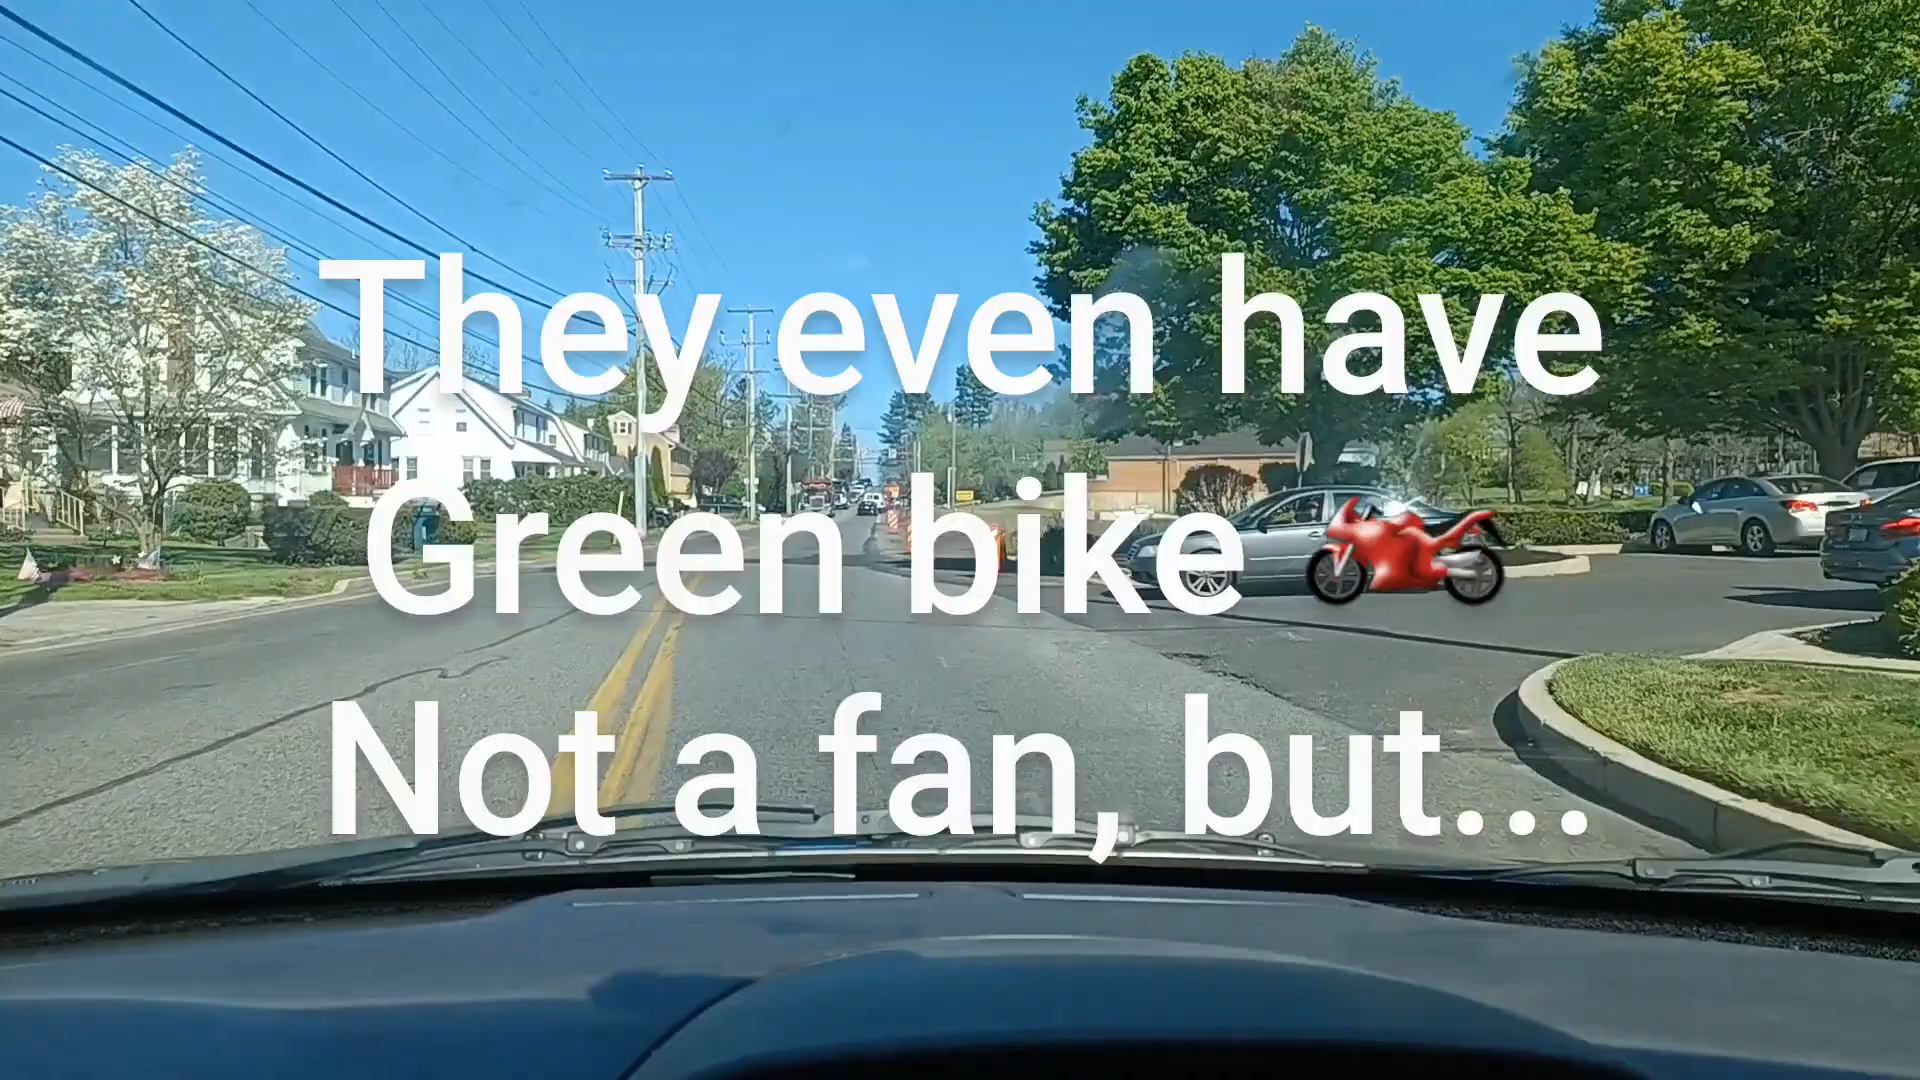 They even have
Green bike 🏍
Not a fan, but...